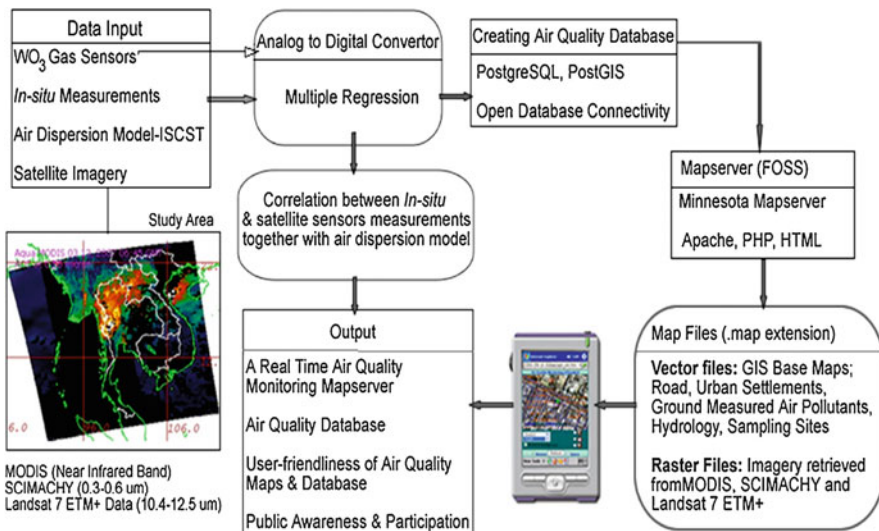 Data Input
WO3 Gas Sensors
In-situ Measurements
Air Dispersion Model-ISCST
Satellite Imagery
Analog to Digital Convertor
Multiple Regression
Creating Air Quality Database
PostgreSQL, PostGIS
Open Database Connectivity
Mapserver (FOSS)
Minnesota Mapserver
Apache, PHP, HTML
Correlation between In-situ
& satellite sensors measurements
together with air dispersion model
Study Area
Aqua MODIS
6.0
106.0
MODIS (Near Infrared Band)
SCIMACHY (0.3-0.6 um)
Landsat 7 ETM+ Data (10.4-12.5 um)
Output
A Real Time Air Quality
Monitoring Mapserver
Air Quality Database
User-friendliness of Air Quality
Maps & Database
Public Awareness & Participation
Map Files (.map extension)
Vector files: GIS Base Maps;
Road, Urban Settlements,
Ground Measured Air Pollutants,
Hydrology, Sampling Sites
Raster Files: Imagery retrieved
fromMODIS, SCIMACHY and
Landsat 7 ETM+